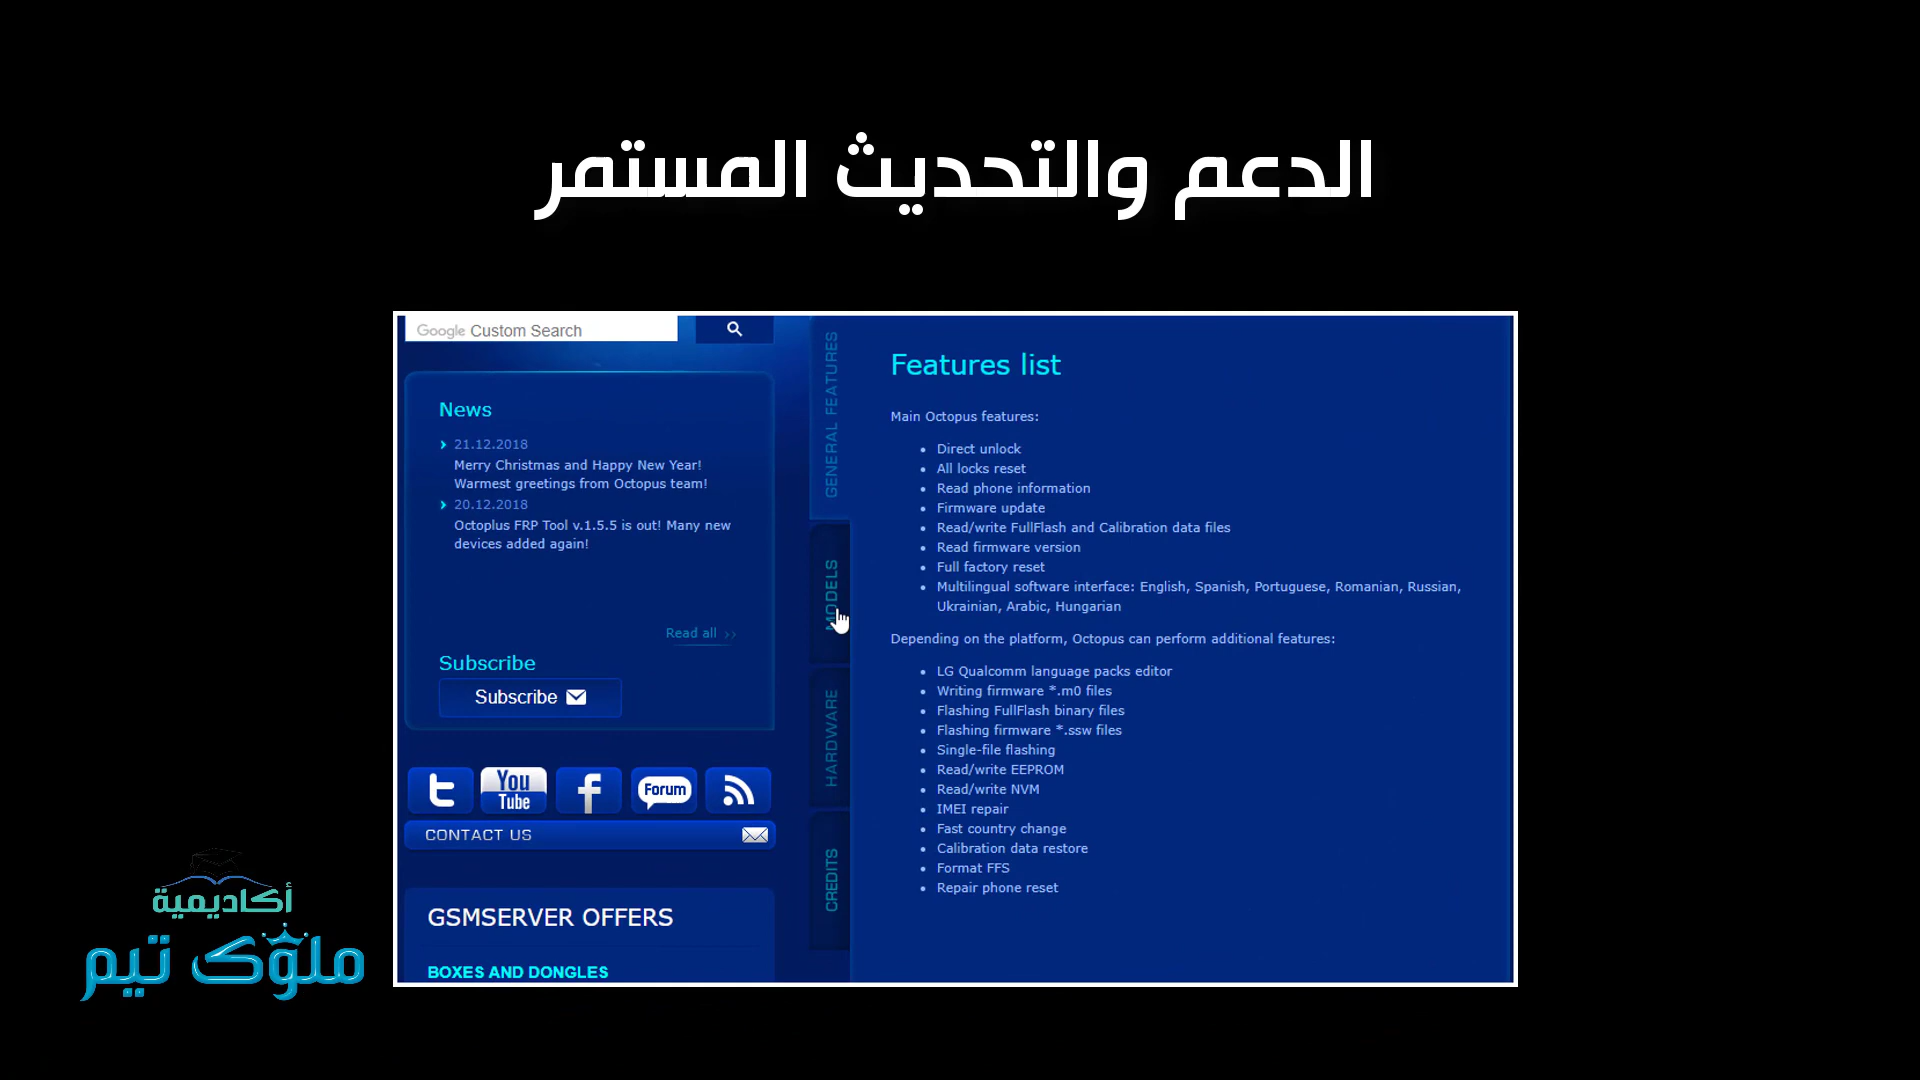 الدعم والتحديث المستمر
Google Custom Search
News
21.12.2018
Merry Christmas and Happy New Year!
Warmest greetings from Octopus team!
20.12.2018
Octoplus FRP Tool v.1.5.5 is out! Many new
devices added again!
Read all
Subscribe
Subscribe
You
Tube
Forum
CONTACT US
GSMSERVER OFFERS
BOXES AND DONGLES
GENERAL FEATURES
MODELS
HARDWARE
CREDITS
Features list
Main Octopus features:
• Direct unlock
• All locks reset
• Read phone information
• Firmware update
• Read/write FullFlash and Calibration data files
• Read firmware version
• Full factory reset
• Multilingual software interface: English, Spanish, Portuguese, Romanian, Russian,
Ukrainian, Arabic, Hungarian
Depending on the platform, Octopus can perform additional features:
• LG Qualcomm language packs editor
• Writing firmware *.m0 files
• Flashing FullFlash binary files
• Flashing firmware *.ssw files
• Single-file flashing
• Read/write EEPROM
• Read/write NVM
• IMEI repair
• Fast country change
• Calibration data restore
• Format FFS
• Repair phone reset
أكاديمية
ملوك تيم